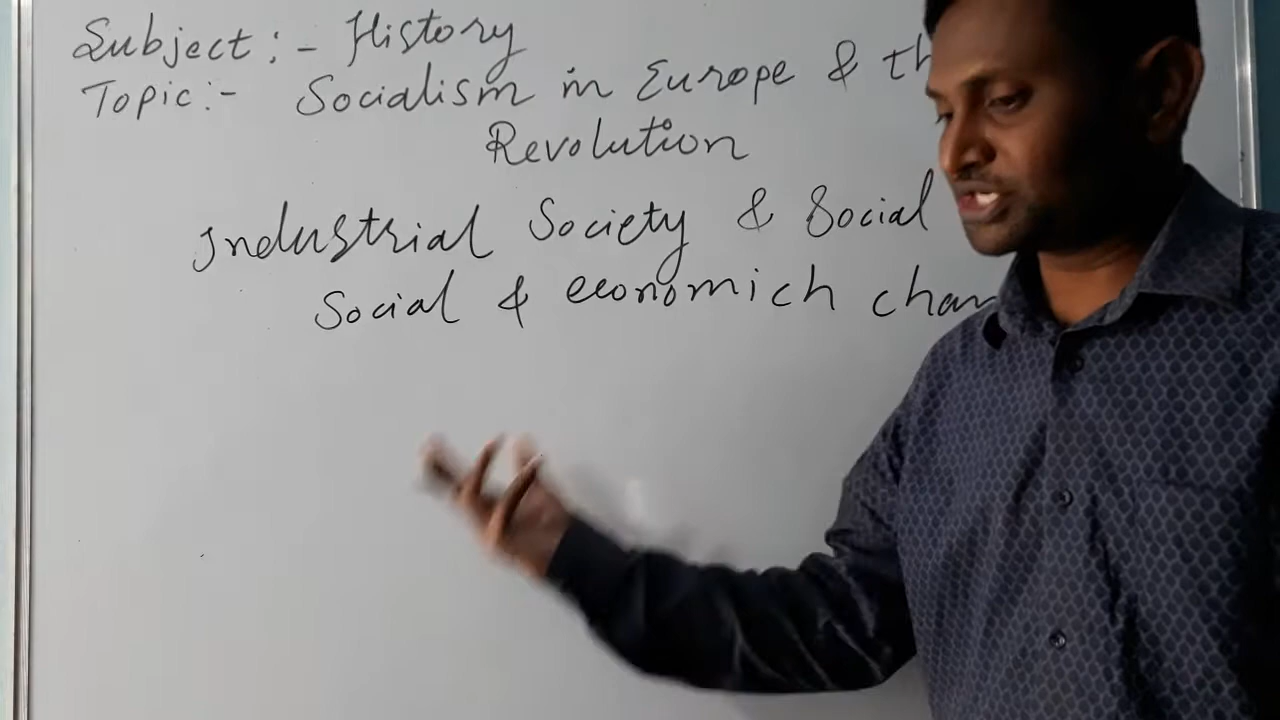 Subject :- History
Topic :- Socialism in Europe & th
Revolution
Industrial Society & Social
Social & economich chan